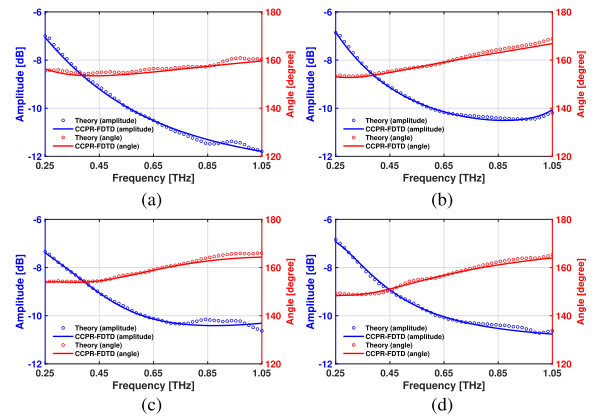 -6 180 -6 180
-8 160 -8 160
-10 140 -10 140
-12 120 -12 120
Amplitude [dB] Angle [degree] Amplitude [dB] Angle [degree]
Theory (amplitude) Theory (amplitude)
CCPR-FDTD (amplitude) CCPR-FDTD (amplitude)
Theory (angle) Theory (angle)
CCPR-FDTD (angle) CCPR-FDTD (angle)
0.25 0.45 0.65 0.85 1.05 0.25 0.45 0.65 0.85 1.05
Frequency [THz] Frequency [THz]
(a) (b)
-6 180 -6 180
-8 160 -8 160
-10 140 -10 140
-12 120 -12 120
Amplitude [dB] Angle [degree] Amplitude [dB] Angle [degree]
Theory (amplitude) Theory (amplitude)
CCPR-FDTD (amplitude) CCPR-FDTD (amplitude)
Theory (angle) Theory (angle)
CCPR-FDTD (angle) CCPR-FDTD (angle)
0.25 0.45 0.65 0.85 1.05 0.25 0.45 0.65 0.85 1.05
Frequency [THz] Frequency [THz]
(c) (d)